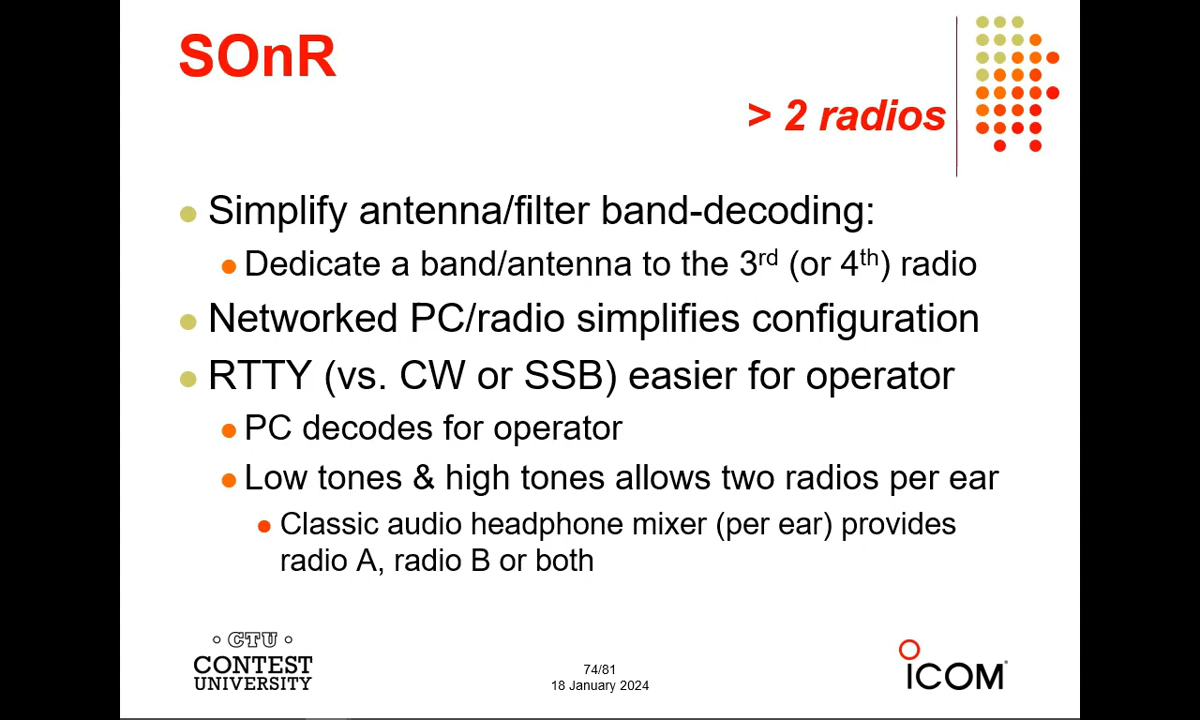 SOnR
> 2 radios
Simplify antenna/filter band-decoding:
Dedicate a band/antenna to the 3rd (or 4th) radio
Networked PC/radio simplifies configuration
RTTY (vs. CW or SSB) easier for operator
PC decodes for operator
Low tones & high tones allows two radios per ear
Classic audio headphone mixer (per ear) provides
radio A, radio B or both
CTU
CONTEST
UNIVERSITY
74/81
18 January 2024
ICOM